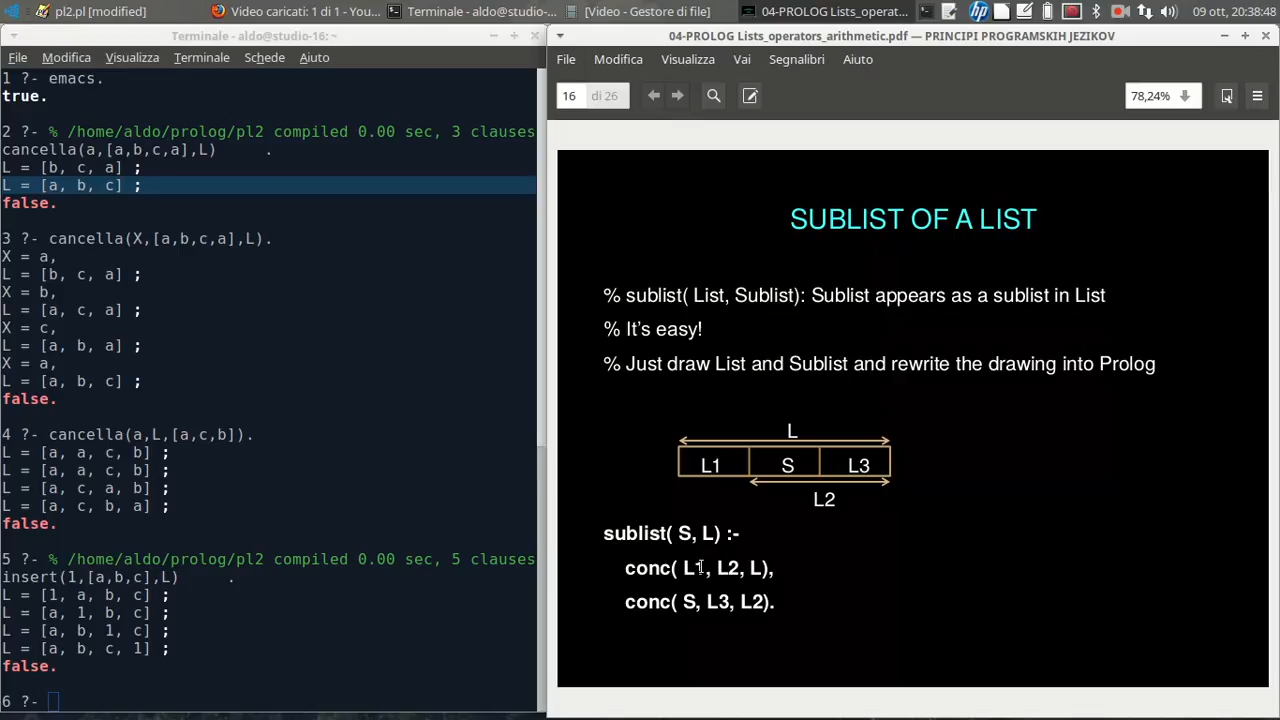 pl2.pl [modified]
Video caricati: 1 di 1 - You...
Terminale - aldo@studio-...
[Video - Gestore di file]
04-PROLOG Lists_operat...
09 ott, 20:38:48
Terminale - aldo@studio-16: ~
File Modifica Visualizza Terminale Schede Aiuto
1 ?- emacs.
true.
2 ?- % /home/aldo/prolog/pl2 compiled 0.00 sec, 3 clauses
cancella(a,[a,b,c,a],L)      .
L = [b, c, a] ;
L = [a, b, c] ;
false.
3 ?- cancella(X,[a,b,c,a],L).
X = a,
L = [b, c, a] ;
X = b,
L = [a, c, a] ;
X = c,
L = [a, b, a] ;
X = a,
L = [a, b, c] ;
false.
4 ?- cancella(a,L,[a,c,b]).
L = [a, a, c, b] ;
L = [a, a, c, b] ;
L = [a, c, a, b] ;
L = [a, c, b, a] ;
false.
5 ?- % /home/aldo/prolog/pl2 compiled 0.00 sec, 5 clauses
insert(1,[a,b,c],L)      .
L = [1, a, b, c] ;
L = [a, 1, b, c] ;
L = [a, b, 1, c] ;
L = [a, b, c, 1] ;
false.
6 ?-
04-PROLOG Lists_operators_arithmetic.pdf — PRINCIPI PROGRAMSKIH JEZIKOV
File Modifica Visualizza Vai Segnalibri Aiuto
16 di 26
78,24%
SUBLIST OF A LIST
% sublist( List, Sublist): Sublist appears as a sublist in List
% It's easy!
% Just draw List and Sublist and rewrite the drawing into Prolog
L
L1 S L3
L2
sublist( S, L) :-
conc( L1, L2, L),
conc( S, L3, L2).